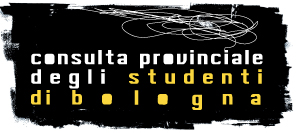 consulta provinciale
degli studenti
di bologna